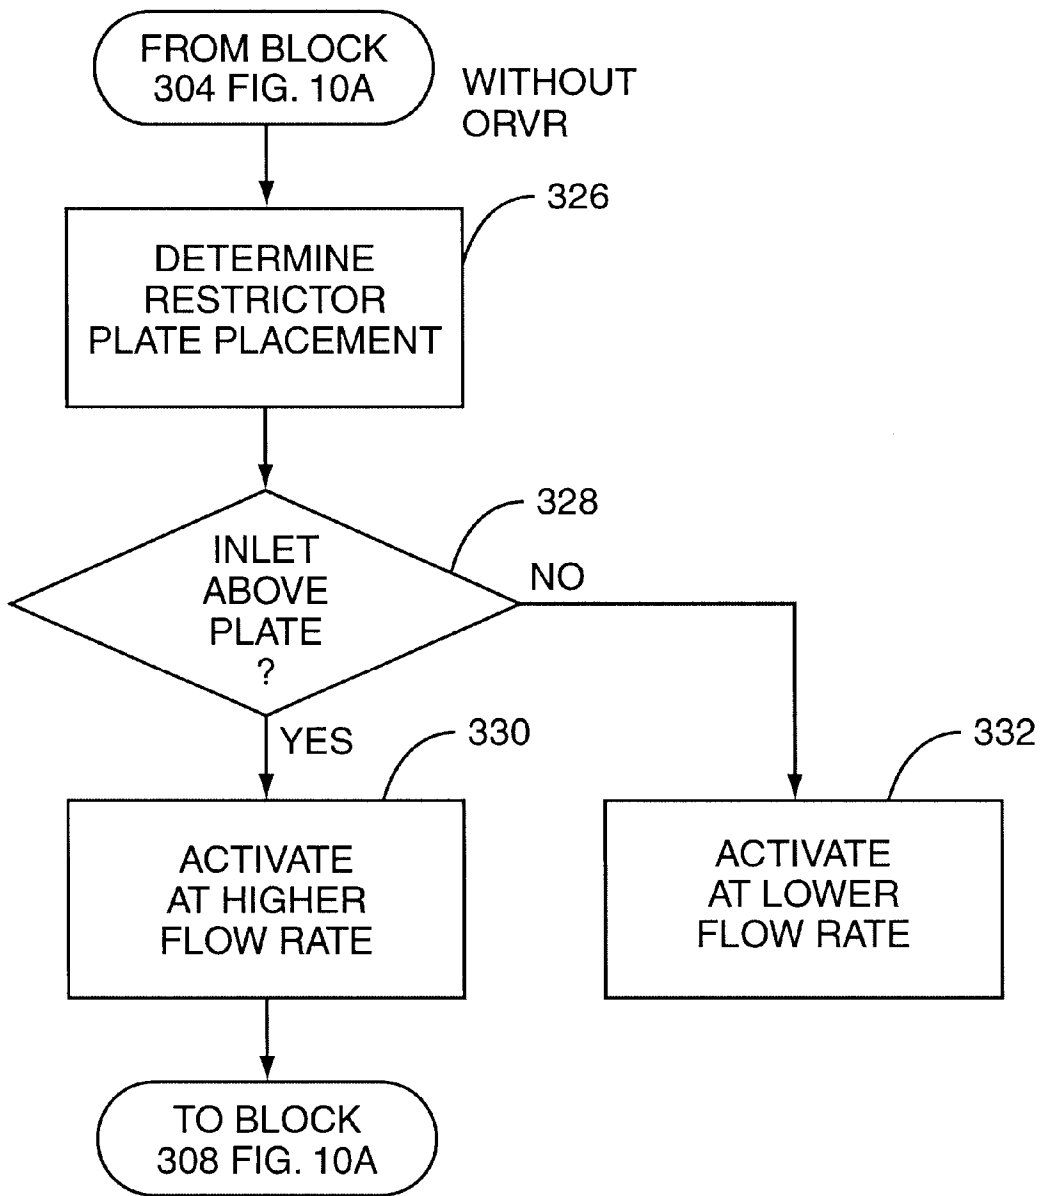 FROM BLOCK
304 FIG. 10A
WITHOUT
ORVR
326
DETERMINE
RESTRICTOR
PLATE PLACEMENT
328
INLET
ABOVE
PLATE
?
NO
YES
330
332
ACTIVATE
AT HIGHER
FLOW RATE
ACTIVATE
AT LOWER
FLOW RATE
TO BLOCK
308 FIG. 10A